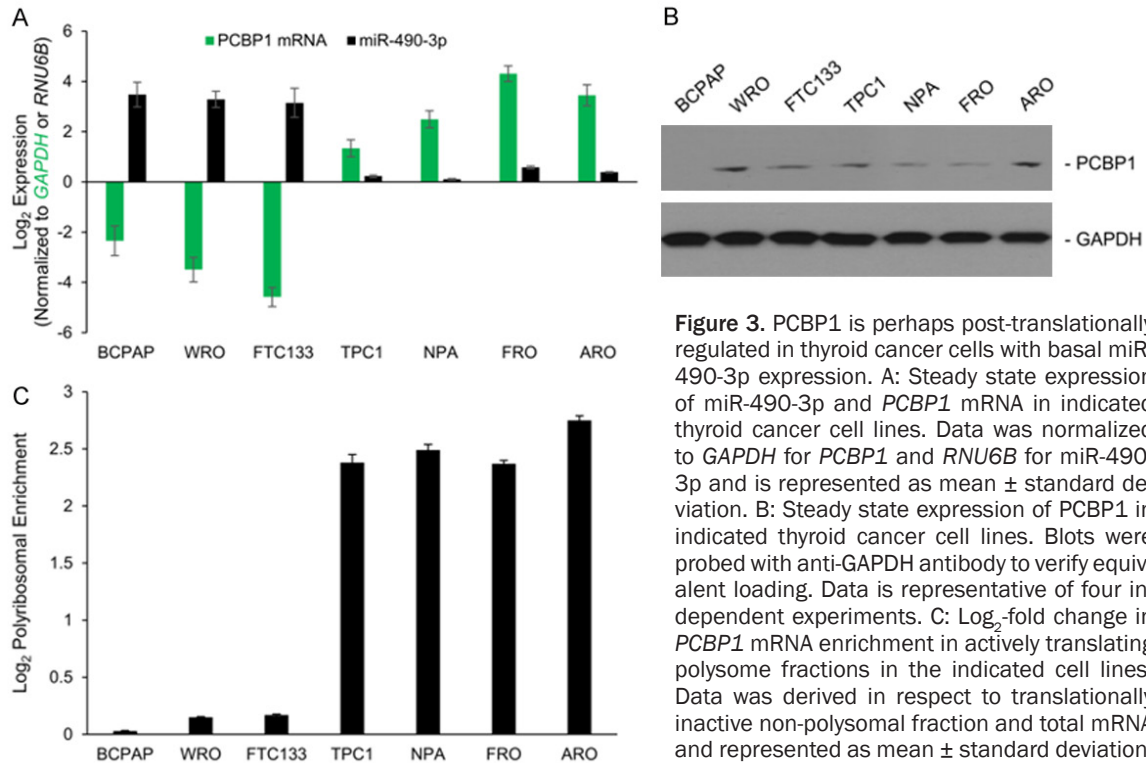 A
6
4
2
0
-2
-4
-6
Log2 Expression
(Normalized to GAPDH or RNU6B)
PCBP1 mRNA miR-490-3p
BCPAP WRO FTC133 TPC1 NPA FRO ARO
B
BCPAP WRO FTC133 TPC1 NPA FRO ARO
- PCBP1
- GAPDH
C
3
2.5
2
1.5
1
0.5
0
Log2 Polyribosomal Enrichment
BCPAP WRO FTC133 TPC1 NPA FRO ARO
Figure 3. PCBP1 is perhaps post-translationally
regulated in thyroid cancer cells with basal miR
490-3p expression. A: Steady state expression
of miR-490-3p and PCBP1 mRNA in indicated
thyroid cancer cell lines. Data was normalized
to GAPDH for PCBP1 and RNU6B for miR-490
3p and is represented as mean ± standard de
viation. B: Steady state expression of PCBP1 in
indicated thyroid cancer cell lines. Blots were
probed with anti-GAPDH antibody to verify equiv
alent loading. Data is representative of four in
dependent experiments. C: Log2-fold change in
PCBP1 mRNA enrichment in actively translating
polysome fractions in the indicated cell lines
Data was derived in respect to translationally
inactive non-polysomal fraction and total mRNA
and represented as mean ± standard deviation